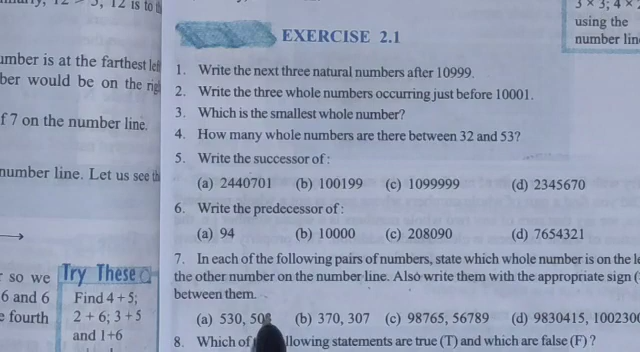 12 is to
using the
number
EXERCISE 2.1
umber is at the farthest
ber would be on the
f 7 on the number line.
number line. Let us see
1. Write the next three natural numbers after 10999.
2. Write the three whole numbers occurring just before 10001.
3. Which is the smallest whole number?
4. How many whole numbers are there between 32 and 53?
5. Write the successor of :
(a) 2440701 (b) 100199 (c) 1099999 (d) 2345670
6. Write the predecessor of :
(a) 94 (b) 10000 (c) 208090 (d) 7654321
7. In each of the following pairs of numbers, state which whole number is on the
the other number on the number line. Also write them with the appropriate sign (
between them.
(a) 530, (b) 370, 307 (c) 98765, 56789 (d) 9830415, 100230
8. Which of llowing statements are true (T) and which are false (F) ?
so we
6 and 6
fourth
Try These
Find 4 + 5;
2 + 6; 3 + 5
and 1+6